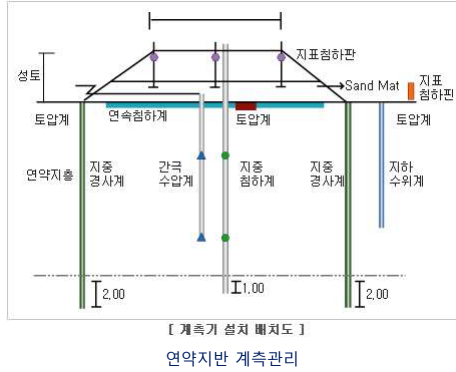 지표침하판
성토
Sand Mat
지표
침하판
토압계
연속침하계
토압계
토압계
연약지층
지중
경사계
간극
수압계
지중
침하계
지중
경사계
지하
수위계
2.00
1.00
2.00
[ 계측기 설치 배치도 ]
연약지반 계측관리